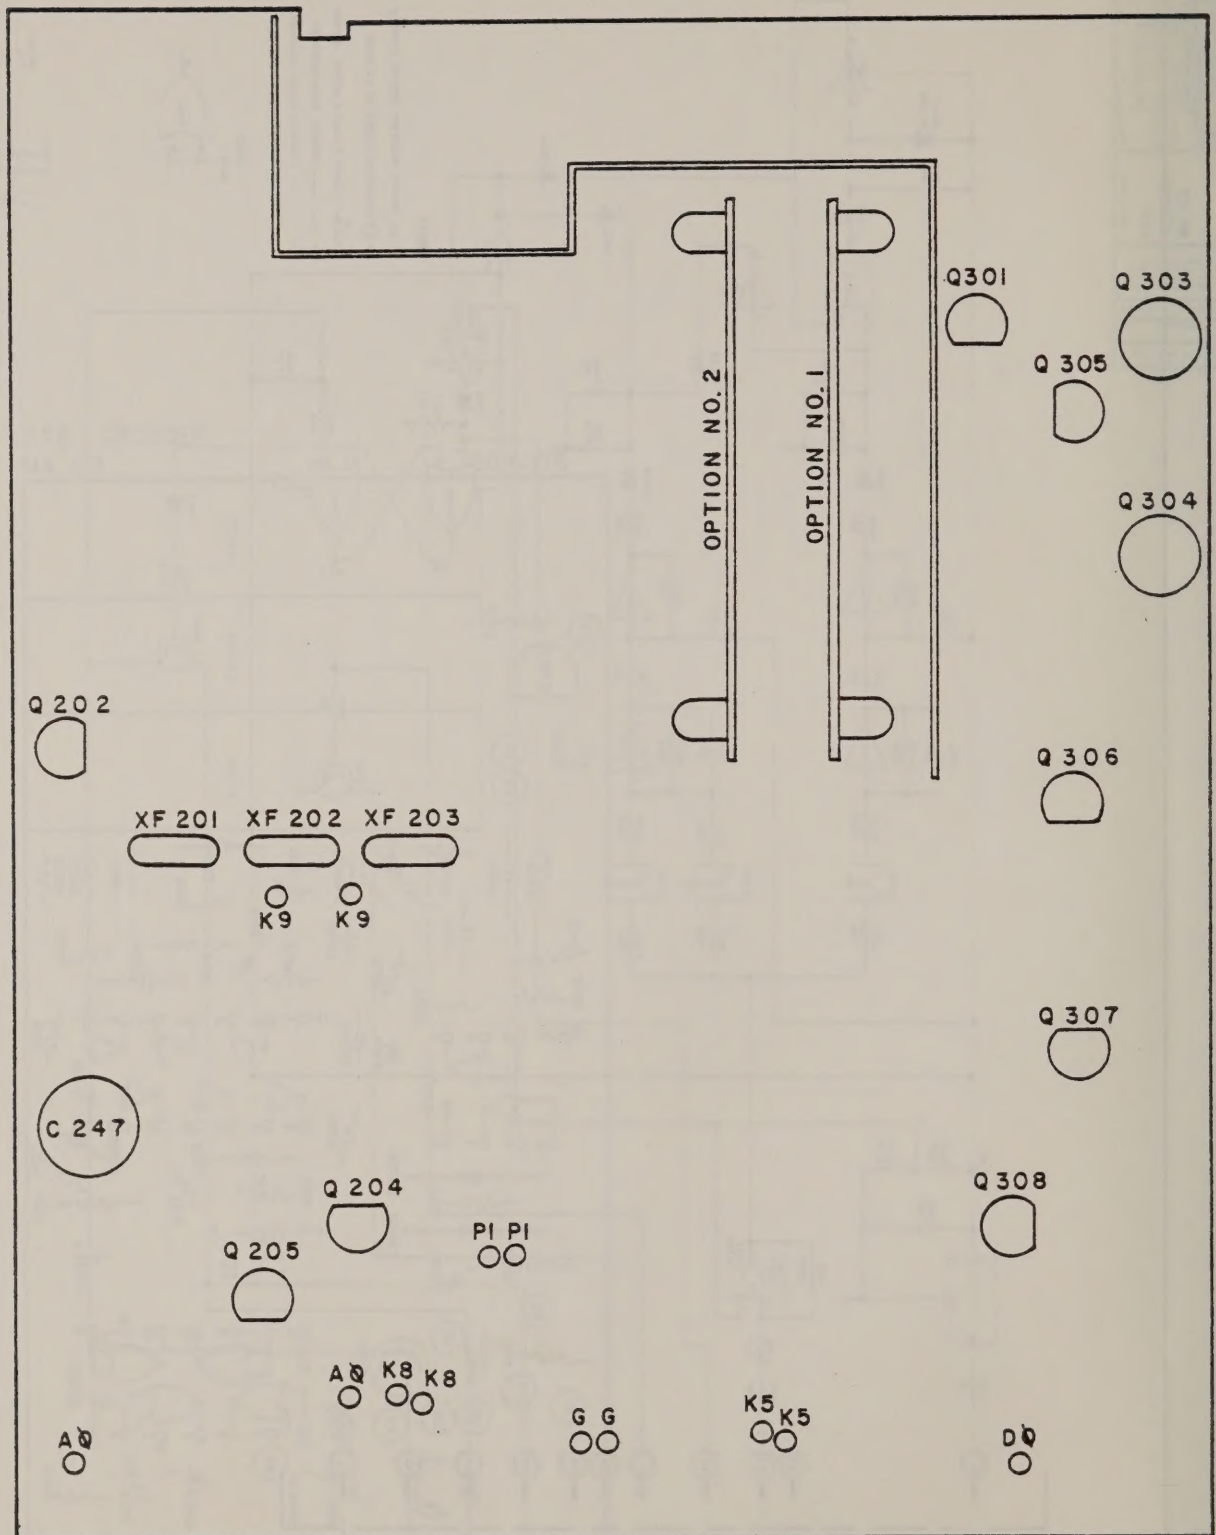 Q301
Q 303
Q 305
OPTION NO. 2
OPTION NO. 1
Q 304
Q 202
Q 306
XF 201 XF 202 XF 203
K9 K9
Q 307
C 247
Q 204
Q 308
P1 P1
Q 205
AØ K8 K8
G G
K5 K5
AØ
DØ